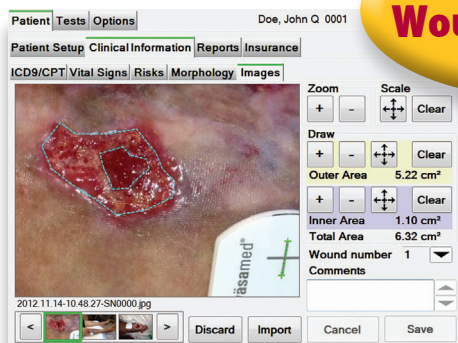 Patient Tests Options Doe, John Q 0001
Wou
Patient Setup Clinical Information Reports Insurance
ICD9/CPT Vital Signs Risks Morphology Images
Zoom Scale
+ - Clear
Draw
+ - Clear
Outer Area 5.22 cm²
+ - Clear
Inner Area 1.10 cm²
Total Area 6.32 cm²
Wound number 1
Comments
väsamed®
2012.11.14-10.48.27-SN0000.jpg
< > Discard Import Cancel Save